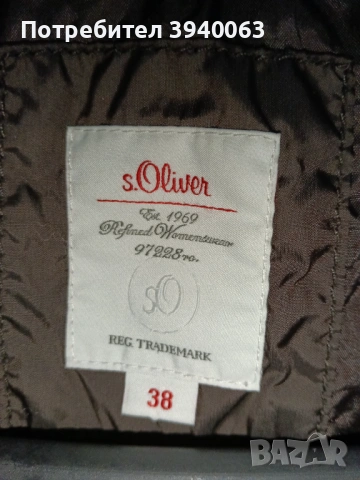 Потребител 3940063
s.Oliver
Est. 1969
Refined Womenswear
97228 ro.
sO
REG. TRADEMARK
38
BAZAR